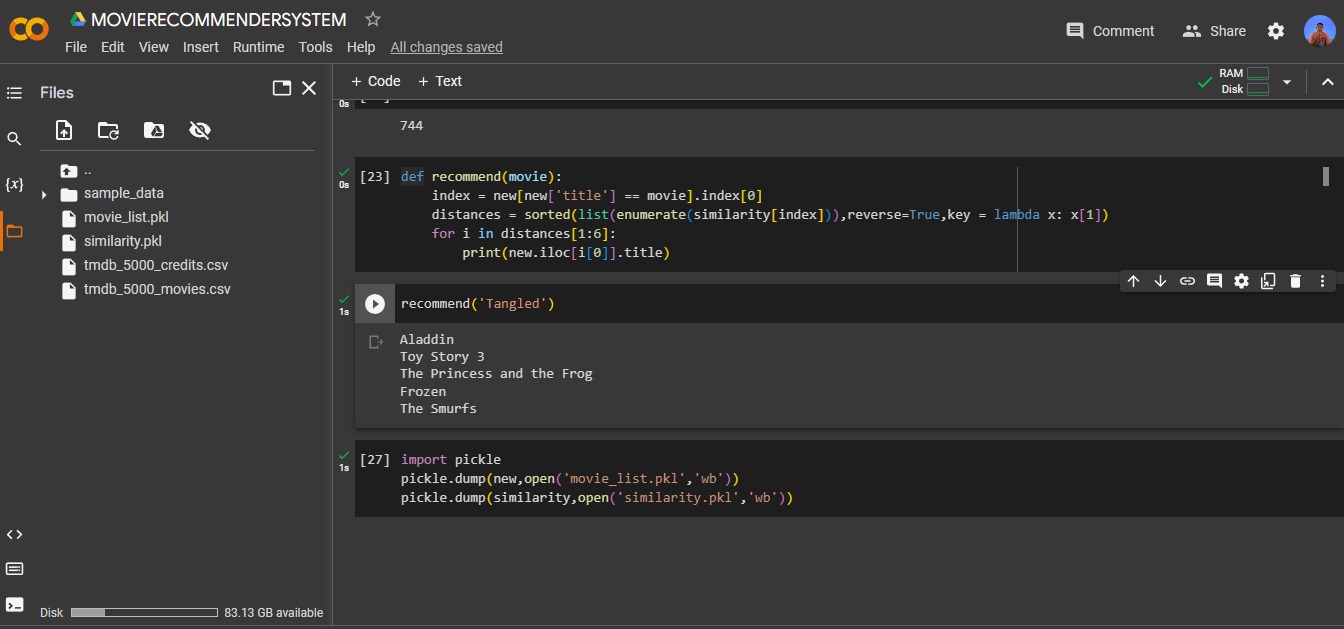 MOVIERECOMMENDERSYSTEM
File Edit View Insert Runtime Tools Help All changes saved
Comment Share
Files
+ Code + Text
RAM
Disk
..
sample_data
movie_list.pkl
similarity.pkl
tmdb_5000_credits.csv
tmdb_5000_movies.csv
Disk 83.13 GB available
{x}
0s
744
0s
[23] def recommend(movie):
index = new[new['title'] == movie].index[0]
distances = sorted(list(enumerate(similarity[index])),reverse=True,key = lambda x: x[1])
for i in distances[1:6]:
print(new.iloc[i[0]].title)
1s
recommend('Tangled')
Aladdin
Toy Story 3
The Princess and the Frog
Frozen
The Smurfs
1s
[27] import pickle
pickle.dump(new,open('movie_list.pkl','wb'))
pickle.dump(similarity,open('similarity.pkl','wb'))